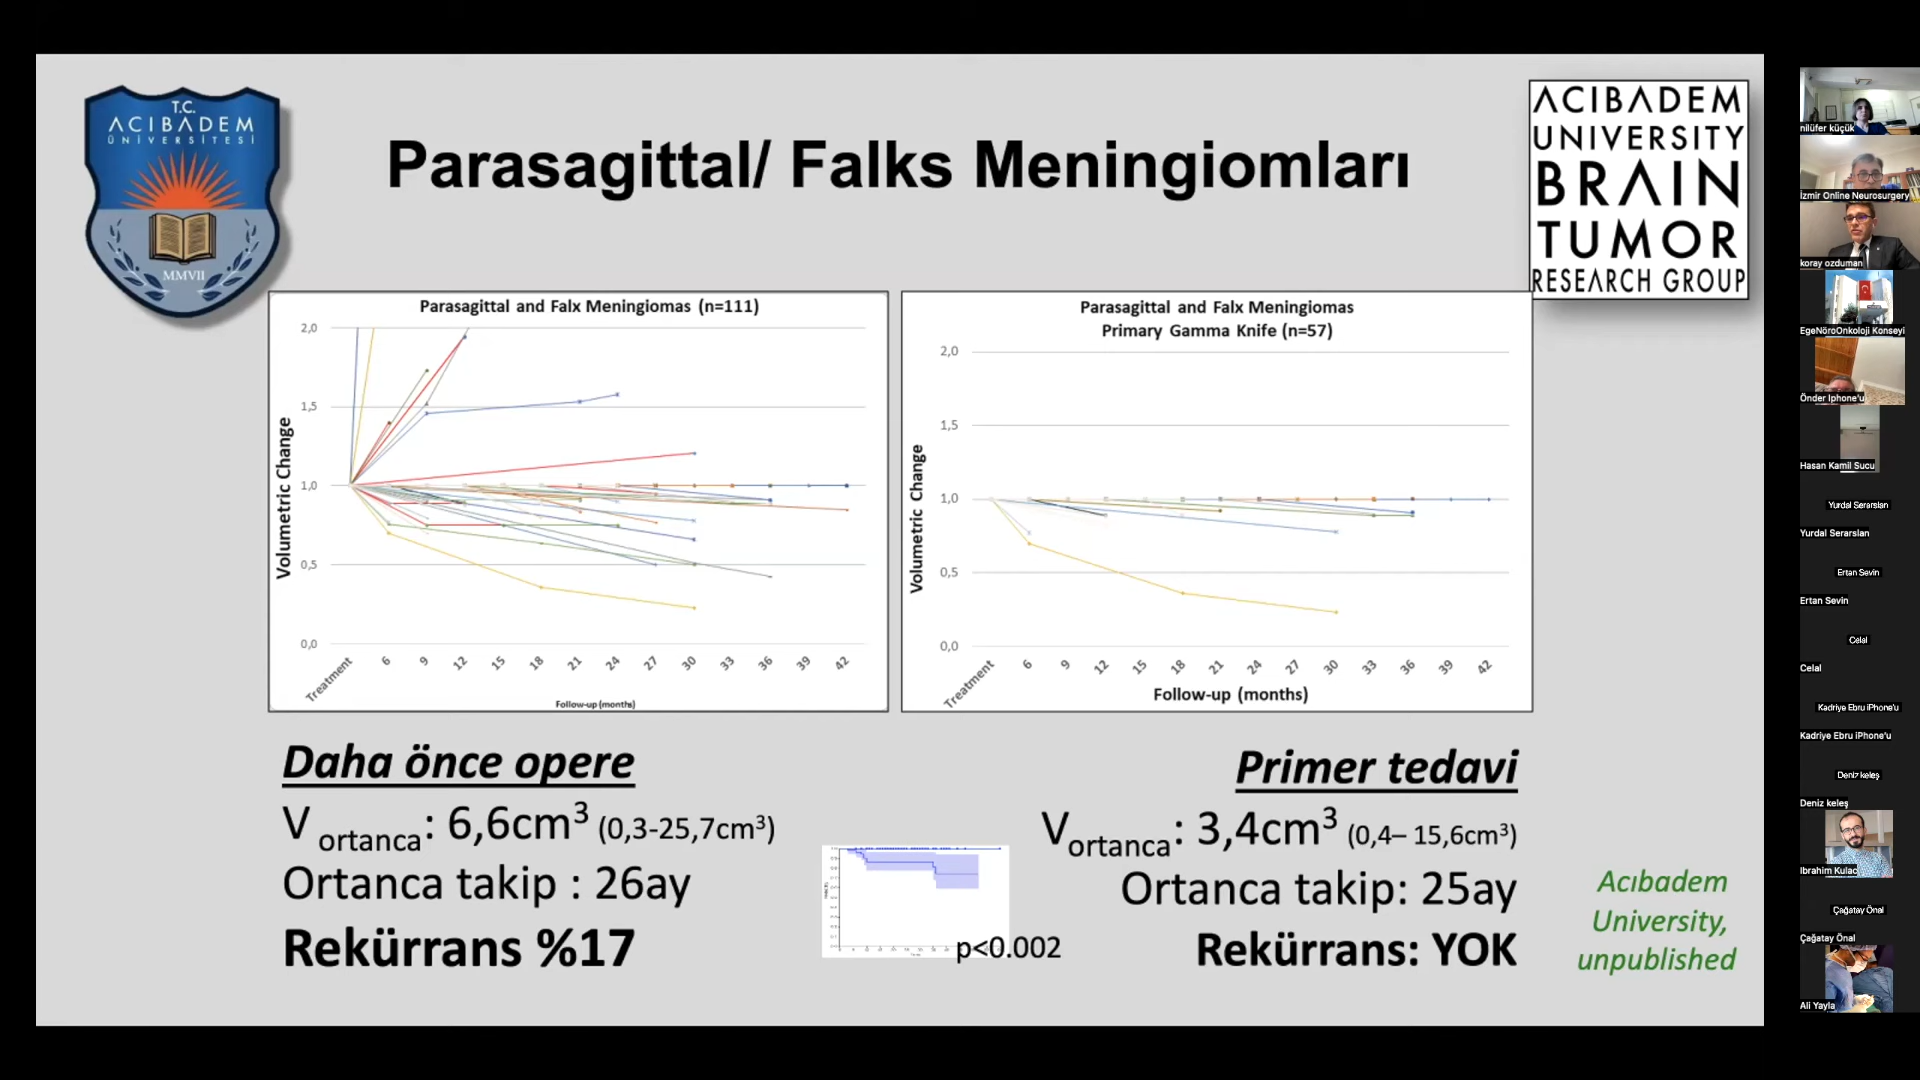 T.C.
ACIBADEM
ÜNİVERSİTESİ
MMVII
Parasagittal/ Falks Meningiomları
ACIBADEM
UNIVERSITY
BRAIN
TUMOR
RESEARCH GROUP
Parasagittal and Falx Meningiomas (n=111)
Volumetric Change
2,0
1,5
1,0
0,5
0,0
Treatment 6 9 12 15 18 21 24 27 30 33 36 39 42
Follow-up (months)
Parasagittal and Falx Meningiomas
Primary Gamma Knife (n=57)
Volumetric Change
2,0
1,5
1,0
0,5
0,0
Treatment 6 9 12 15 18 21 24 27 30 33 36 39 42
Follow-up (months)
Daha önce opere
V ortanca: 6,6cm3 (0,3-25,7cm3)
Ortanca takip : 26ay
Rekürrans %17
p<0.002
Primer tedavi
Vortanca: 3,4cm3 (0,4– 15,6cm3)
Ortanca takip: 25ay
Rekürrans: YOK
Acıbadem
University,
unpublished
nilüfer küçük
İzmir Online Neurosurgery
koray ozduman
EgeNöroOnkoloji Konseyi
Önder Iphone'u
Hasan Kamil Sucu
Yurdal Serarslan
Yurdal Serarslan
Ertan Sevin
Ertan Sevin
Celal
Celal
Kadriye Ebru iPhone'u
Kadriye Ebru iPhone'u
Deniz keleş
Deniz keleş
Ibrahim Kulac
Çağatay Önal
Çağatay Önal
Ali Yayla